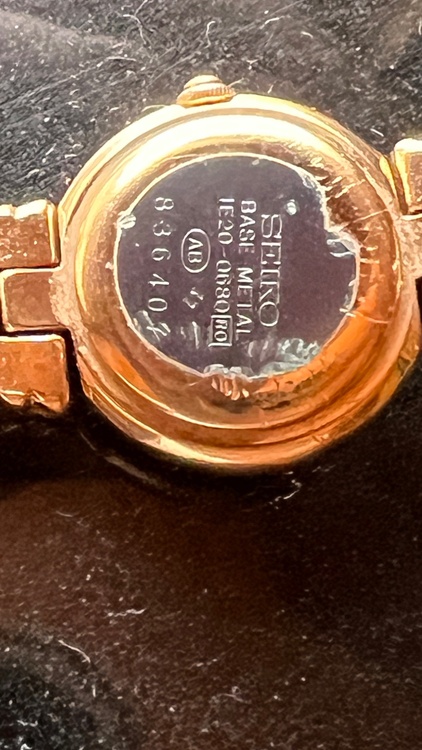 SEIKO
BASE METAL
1E20-0680 R0
AB
836402